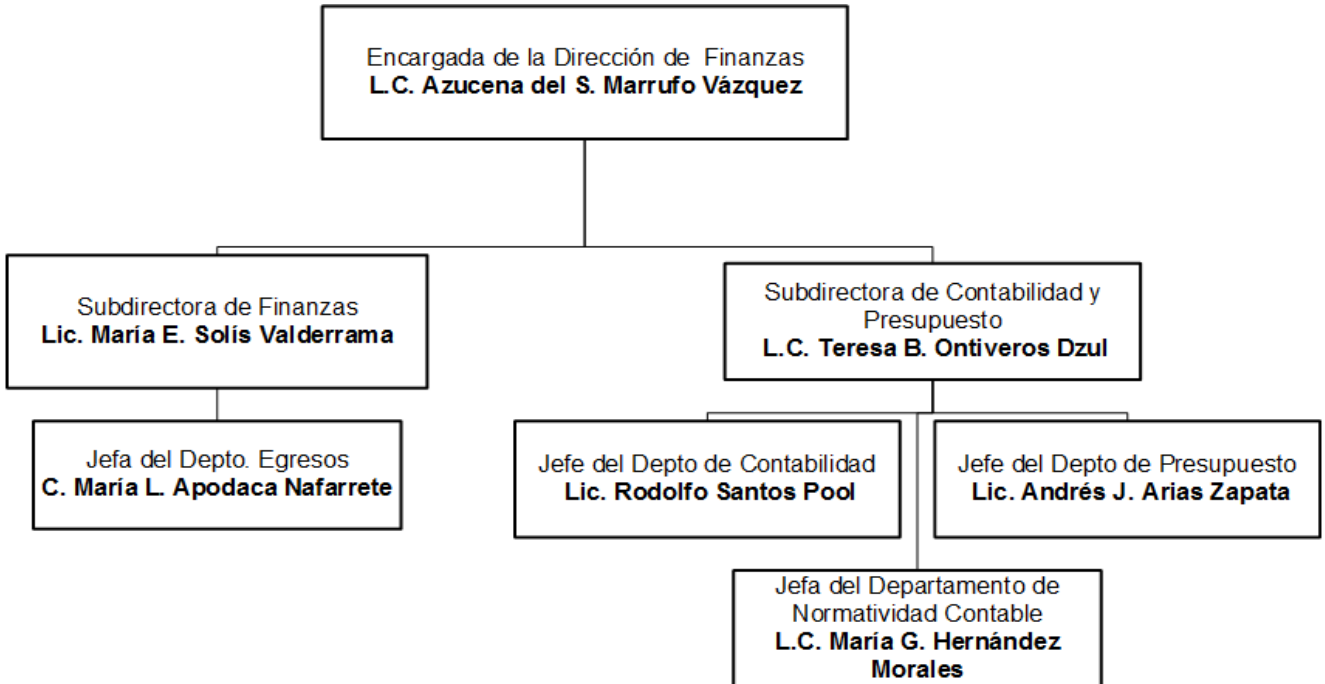 Encargada de la Dirección de Finanzas
L.C. Azucena del S. Marrufo Vázquez
Subdirectora de Finanzas
Lic. María E. Solís Valderrama
Subdirectora de Contabilidad y
Presupuesto
L.C. Teresa B. Ontiveros Dzul
Jefa del Depto. Egresos
C. María L. Apodaca Nafarrete
Jefe del Depto de Contabilidad
Lic. Rodolfo Santos Pool
Jefe del Depto de Presupuesto
Lic. Andrés J. Arias Zapata
Jefa del Departamento de
Normatividad Contable
L.C. María G. Hernández
Morales